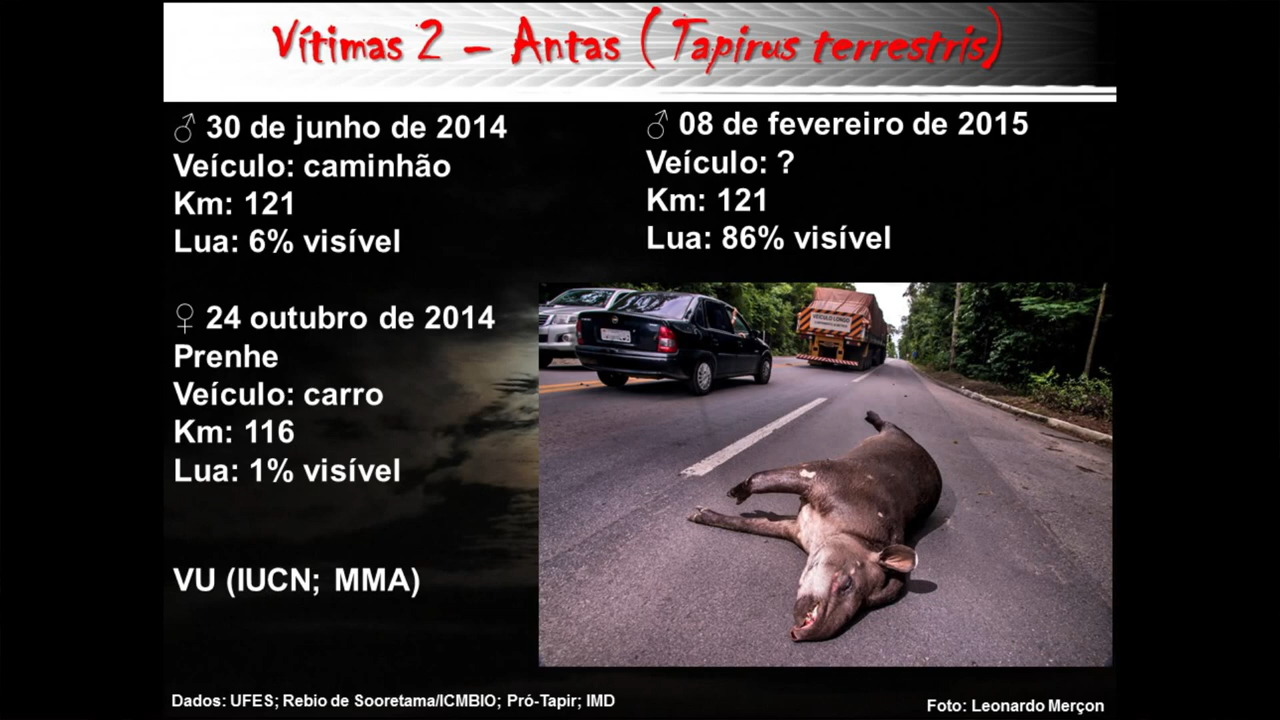 Vítimas 2 – Antas (Tapirus terrestris)
♂ 30 de junho de 2014
Veículo: caminhão
Km: 121
Lua: 6% visível
♀ 24 outubro de 2014
Prenhe
Veículo: carro
Km: 116
Lua: 1% visível
VU (IUCN; MMA)
♂ 08 de fevereiro de 2015
Veículo: ?
Km: 121
Lua: 86% visível
VEÍCULO LONGO
Dados: UFES; Rebio de Sooretama/ICMBIO; Pró-Tapir; IMD
Foto: Leonardo Merçon